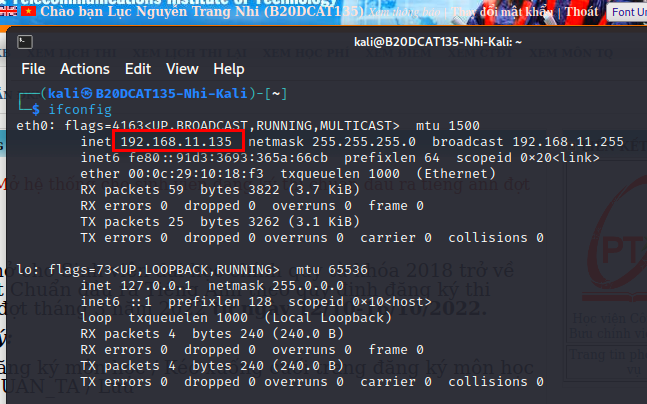 Telecommunications Institute of Technology
Chào bạn Lục Nguyễn Trang Nhi (B20DCAT135) Xem thông báo | Thay đổi mật khẩu | Thoát
Font Un
kali@B20DCAT135-Nhi-Kali: ~
File Actions Edit View Help
┌──(kali㉿B20DCAT135-Nhi-Kali)-[~]
└─$ ifconfig
eth0: flags=4163<UP,BROADCAST,RUNNING,MULTICAST> mtu 1500
inet 192.168.11.135 netmask 255.255.255.0 broadcast 192.168.11.255
inet6 fe80::91d3:3693:365a:66cb prefixlen 64 scopeid 0×20<link>
ether 00:0c:29:10:18:f3 txqueuelen 1000 (Ethernet)
RX packets 59 bytes 3822 (3.7 KiB)
RX errors 0 dropped 0 overruns 0 frame 0
TX packets 25 bytes 3262 (3.1 KiB)
TX errors 0 dropped 0 overruns 0 carrier 0 collisions 0
lo: flags=73<UP,LOOPBACK,RUNNING> mtu 65536
inet 127.0.0.1 netmask 255.0.0.0
inet6 ::1 prefixlen 128 scopeid 0×10<host>
loop txqueuelen 1000 (Local Loopback)
RX packets 4 bytes 240 (240.0 B)
RX errors 0 dropped 0 overruns 0 frame 0
TX packets 4 bytes 240 (240.0 B)
TX errors 0 dropped 0 overruns 0 carrier 0 collisions 0